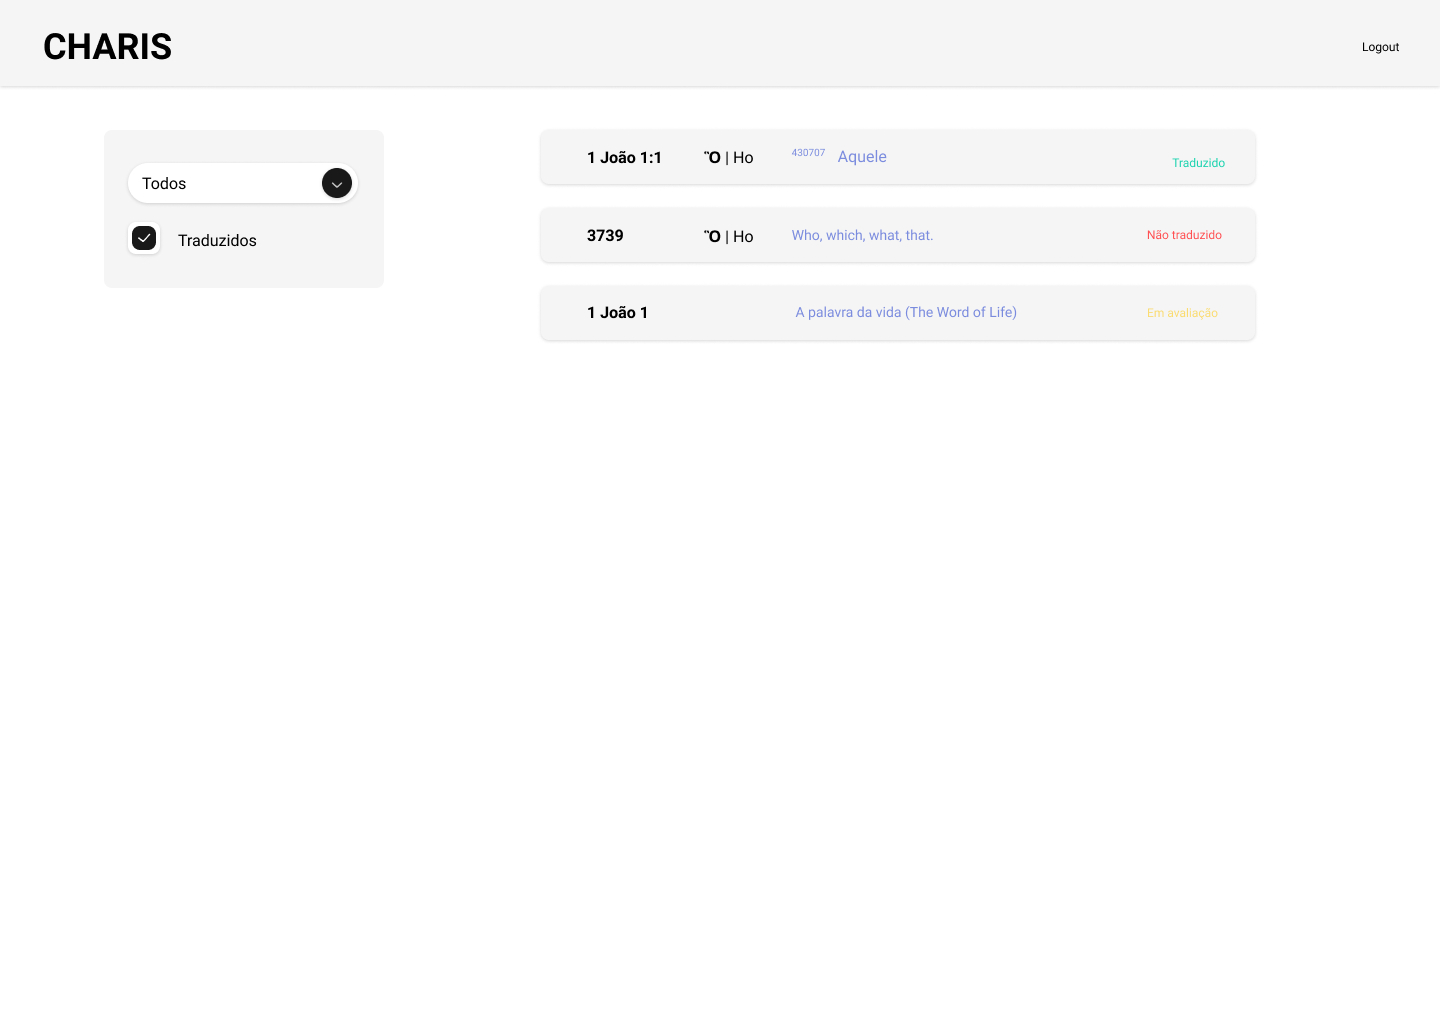 CHARIS
Logout
Todos
Traduzidos
1 João 1:1 Ὅ | Ho 430707 Aquele Traduzido
3739 Ὅ | Ho Who, which, what, that. Não traduzido
1 João 1 A palavra da vida (The Word of Life) Em avaliação